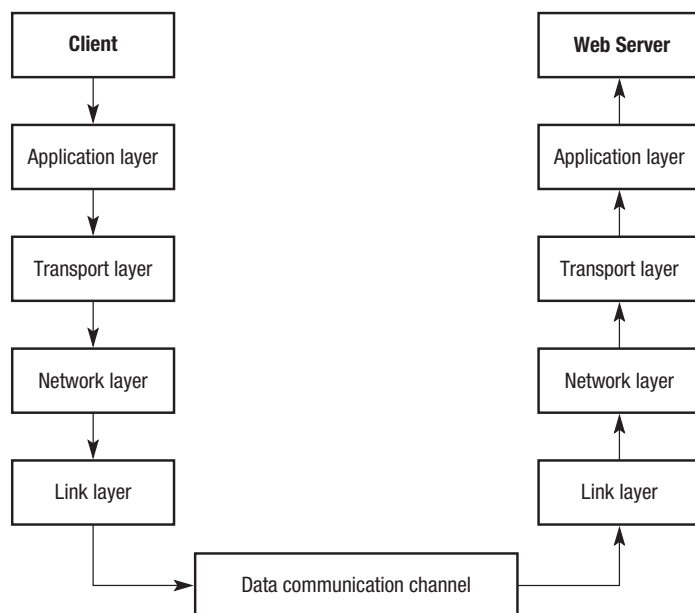 Client
Web Server
Application layer
Application layer
Transport layer
Transport layer
Network layer
Network layer
Link layer
Link layer
Data communication channel